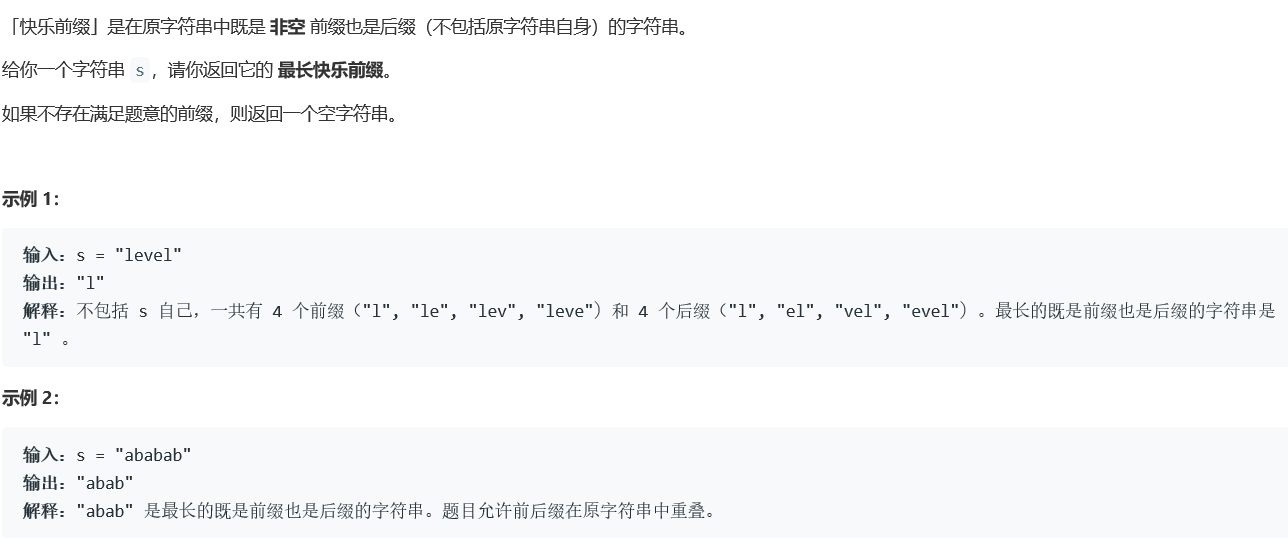 「快乐前缀」是在原字符串中既是 非空 前缀也是后缀（不包括原字符串自身）的字符串。
给你一个字符串 s，请你返回它的 最长快乐前缀。
如果不存在满足题意的前缀，则返回一个空字符串。
示例 1：
输入：s = "level"
输出："l"
解释：不包括 s 自己，一共有 4 个前缀（"l", "le", "lev", "leve"）和 4 个后缀（"l", "el", "vel", "evel"）。最长的既是前缀也是后缀的字符串是
"l" 。
示例 2：
输入：s = "ababab"
输出："abab"
解释："abab" 是最长的既是前缀也是后缀的字符串。题目允许前后缀在原字符串中重叠。